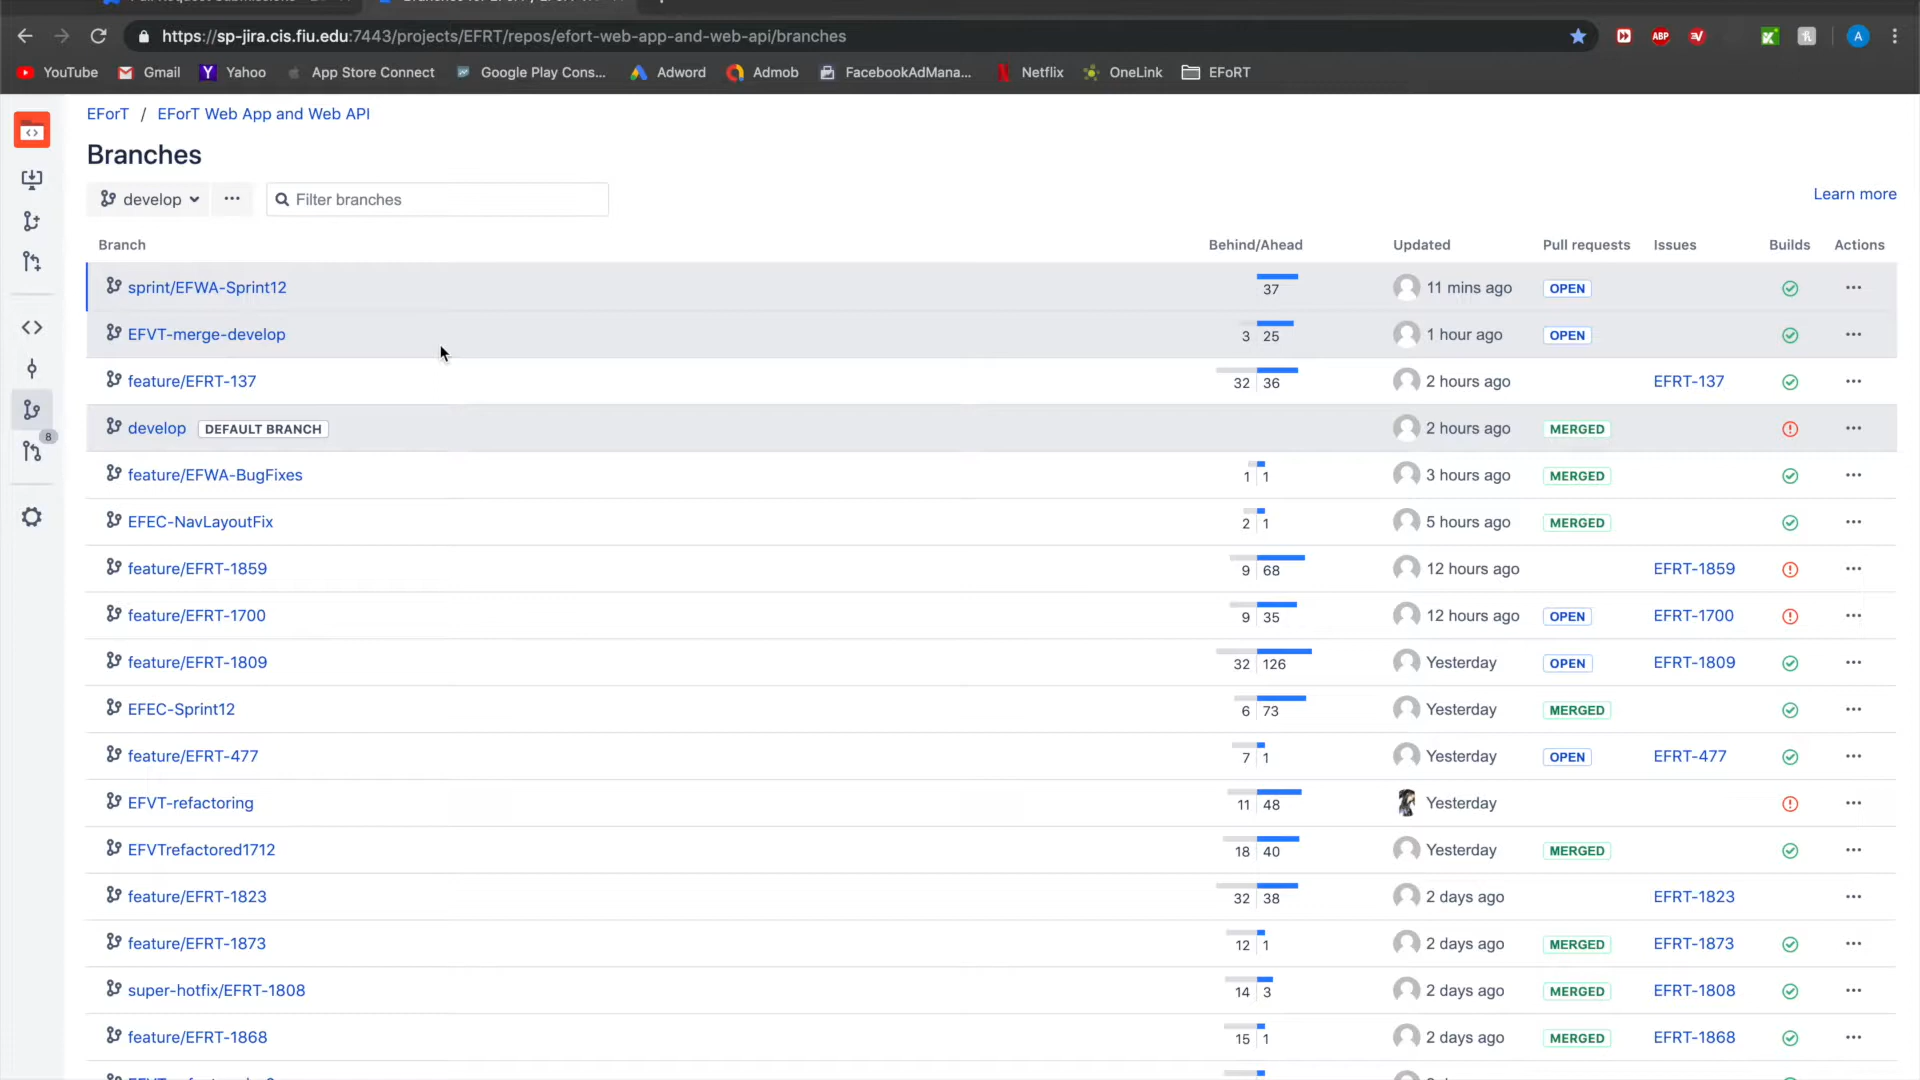 https://sp-jira.cis.fiu.edu:7443/projects/EFRT/repos/efort-web-app-and-web-api/branches
ABP
A
YouTube Gmail Yahoo App Store Connect Google Play Cons... Adword Admob FacebookAdMana... Netflix OneLink EFoRT
EForT / EForT Web App and Web API
Branches
develop ... Filter branches
Learn more
Branch Behind/Ahead Updated Pull requests Issues Builds Actions
sprint/EFWA-Sprint12 37 11 mins ago OPEN
EFVT-merge-develop 3 25 1 hour ago OPEN
feature/EFRT-137 32 36 2 hours ago EFRT-137
develop DEFAULT BRANCH 2 hours ago MERGED
8
feature/EFWA-BugFixes 1 1 3 hours ago MERGED
EFEC-NavLayoutFix 2 1 5 hours ago MERGED
feature/EFRT-1859 9 68 12 hours ago EFRT-1859
feature/EFRT-1700 9 35 12 hours ago OPEN EFRT-1700
feature/EFRT-1809 32 126 Yesterday OPEN EFRT-1809
EFEC-Sprint12 6 73 Yesterday MERGED
feature/EFRT-477 7 1 Yesterday OPEN EFRT-477
EFVT-refactoring 11 48 Yesterday
EFVTrefactored1712 18 40 Yesterday MERGED
feature/EFRT-1823 32 38 2 days ago EFRT-1823
feature/EFRT-1873 12 1 2 days ago MERGED EFRT-1873
super-hotfix/EFRT-1808 14 3 2 days ago MERGED EFRT-1808
feature/EFRT-1868 15 1 2 days ago MERGED EFRT-1868